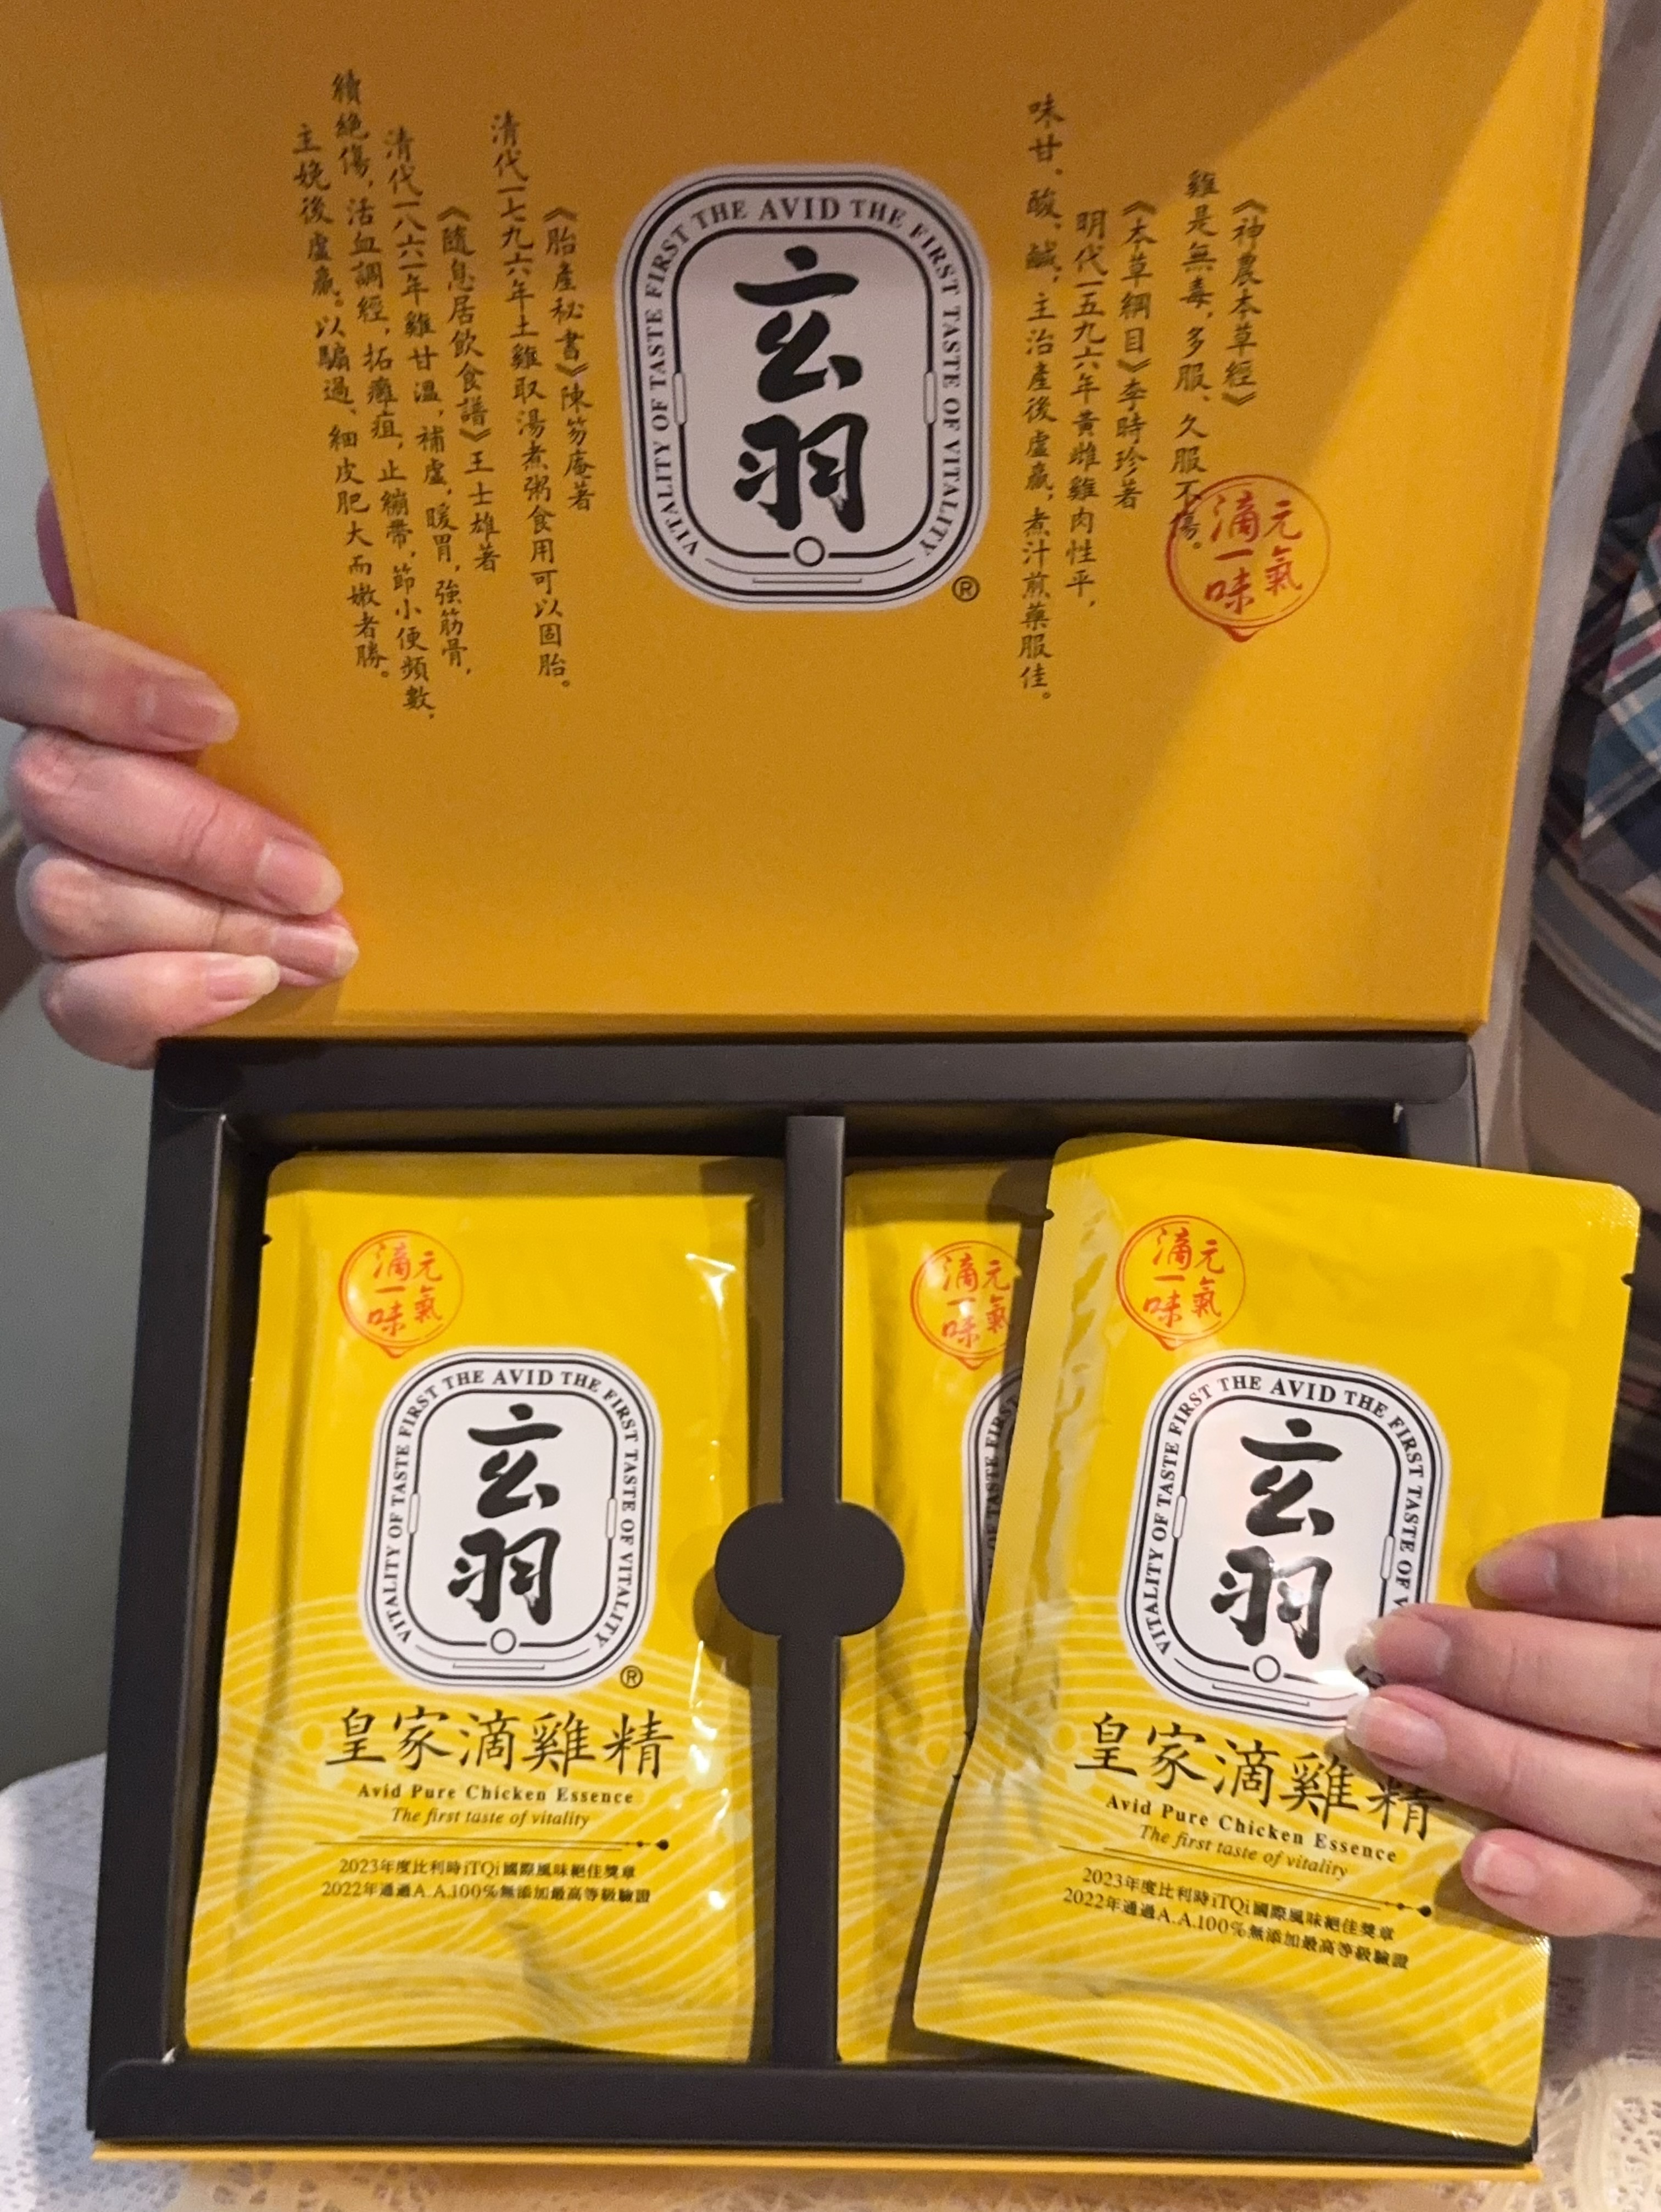 《神農本草經》
雞是無毒,多服、久服不傷。
《本草綱目》李時珍著
明代一五九六年黃雌雞肉性平,
味甘、酸、鹹,主治產後虛羸,煮汁煎藥服佳。
元氣
滴一味
THE AVID THE FIRST TASTE OF VITALITY
VITALITY OF TASTE FIRST
玄羽
®
《胎產秘書》陳笏庵著
清代一七九六年土雞取湯煮粥食用可以固胎。
《隨息居飲食譜》王士雄著
清代一八六一年雞甘溫,補虛,暖胃,強筋骨,
續絕傷,活血調經,拓癰疽,止繃帶,節小便頻數,
主娩後虛羸。以騸過、細皮肥大而嫩者勝。
元氣
滴一味
VITALITY OF TASTE FIRST THE AVID THE FIRST TASTE OF VITALITY
玄羽
®
皇家滴雞精
Avid Pure Chicken Essence
The first taste of vitality
2023年度比利時iTQi國際風味絕佳獎章
2022年通過A.A.100%無添加最高等級驗證
元氣
滴一味
OF TASTE FIRST
元氣
滴一味
VITALITY OF TASTE FIRST THE AVID THE FIRST TASTE OF
玄羽
皇家滴雞精
Avid Pure Chicken Essence
The first taste of vitality
2023年度比利時iTQi國際風味絕佳獎章
2022年通過A.A.100%無添加最高等級驗證